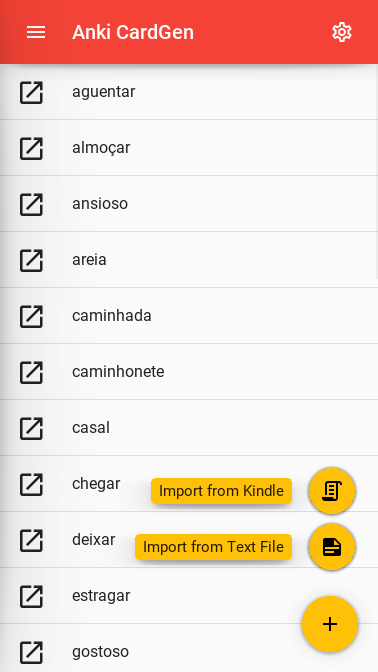 Anki CardGen
aguentar
almoçar
ansioso
areia
caminhada
caminhonete
casal
chegar
Import from Kindle
deixar
Import from Text File
estragar
gostoso